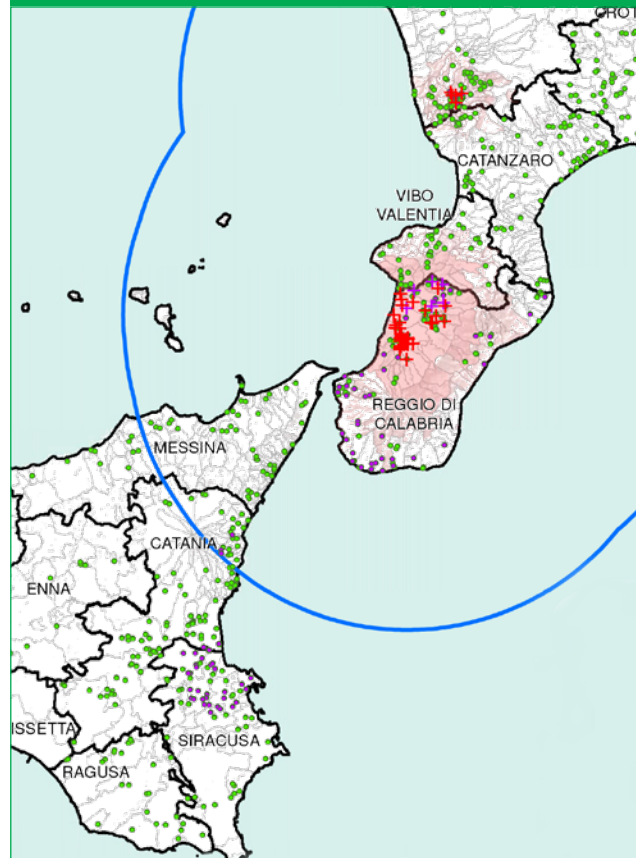 CROT
CATANZARO
VIBO
VALENTIA
REGGIO DI
CALABRIA
MESSINA
CATANIA
ENNA
ISSETTA
SIRACUSA
RAGUSA